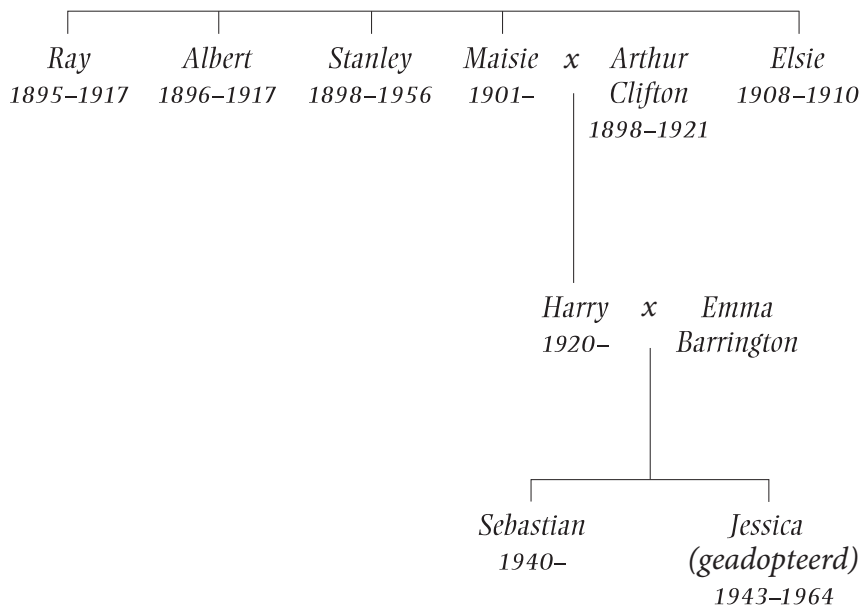 Ray Albert Stanley Maisie x Arthur Clifton Elsie
1895–1917 1896–1917 1898–1956 1901– 1898–1921 1908–1910
Harry x Emma Barrington
1920–
Sebastian Jessica
1940– (geadopteerd)
1943–1964